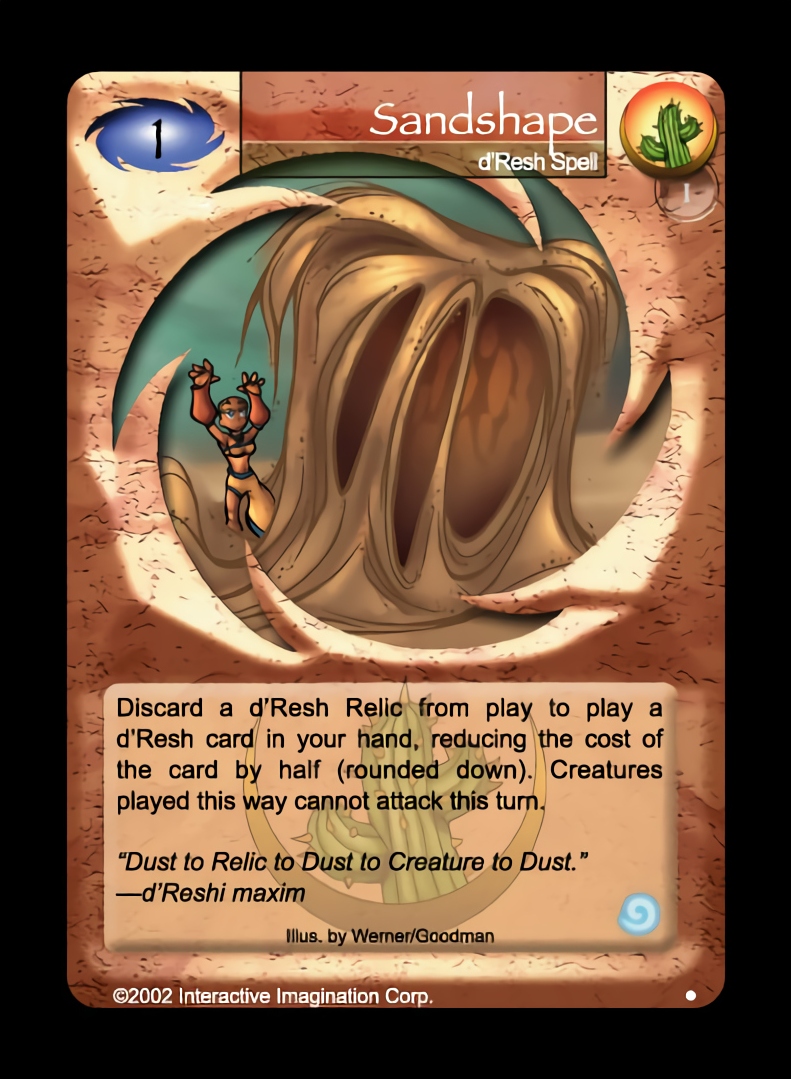 1
Sandshape
d'Resh Spell
1
Discard a d'Resh Relic from play to play a
d'Resh card in your hand, reducing the cost of
the card by half (rounded down). Creatures
played this way cannot attack this turn.
“Dust to Relic to Dust to Creature to Dust.”
—d'Reshi maxim
Illus. by Werner/Goodman
©2002 Interactive Imagination Corp.